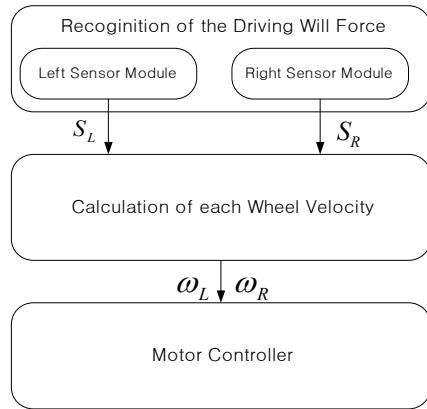 Recoginition of the Driving Will Force
Left Sensor Module Right Sensor Module
S_L S_R
Calculation of each Wheel Velocity
ω_L ω_R
Motor Controller